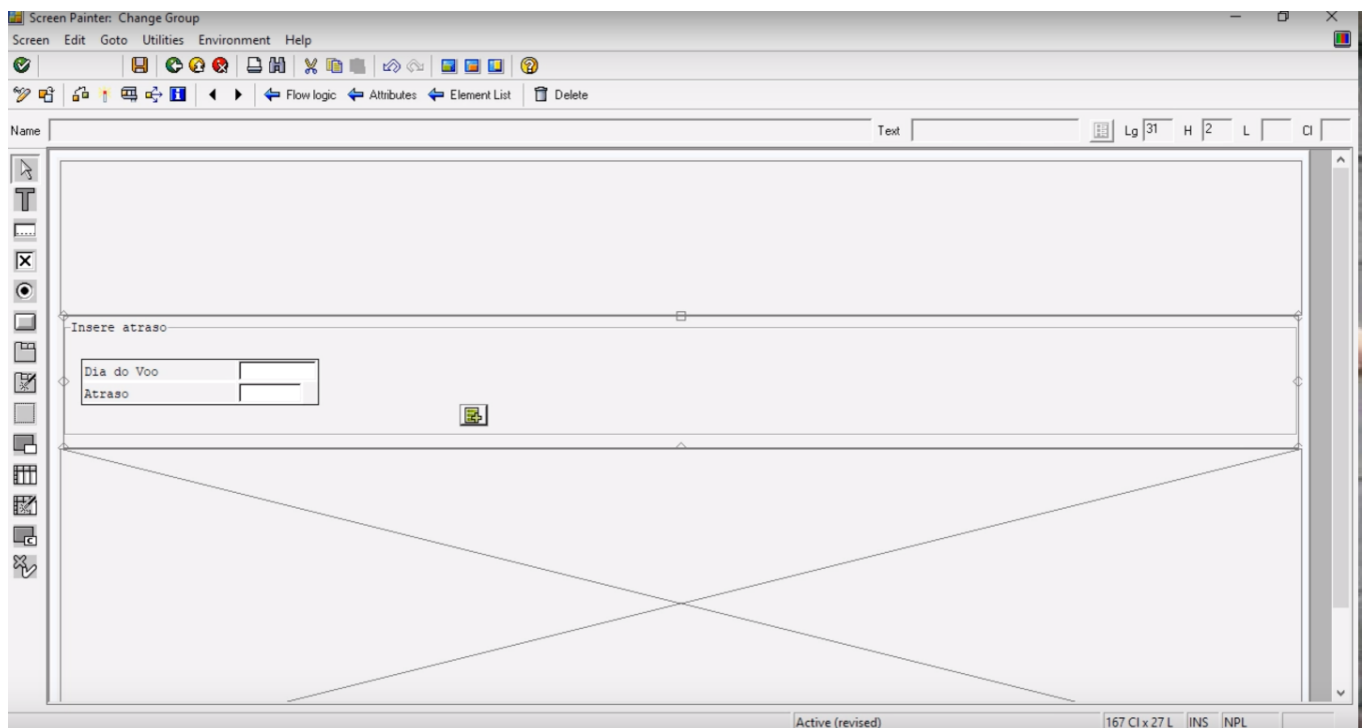 Screen Painter: Change Group
Screen Edit Goto Utilities Environment Help
Flow logic Attributes Element List Delete
Name Text Lg 31 H 2 L Cl
Insere atraso
Dia do Voo
Atraso
Active (revised) 167 Cl x 27 L INS NPL